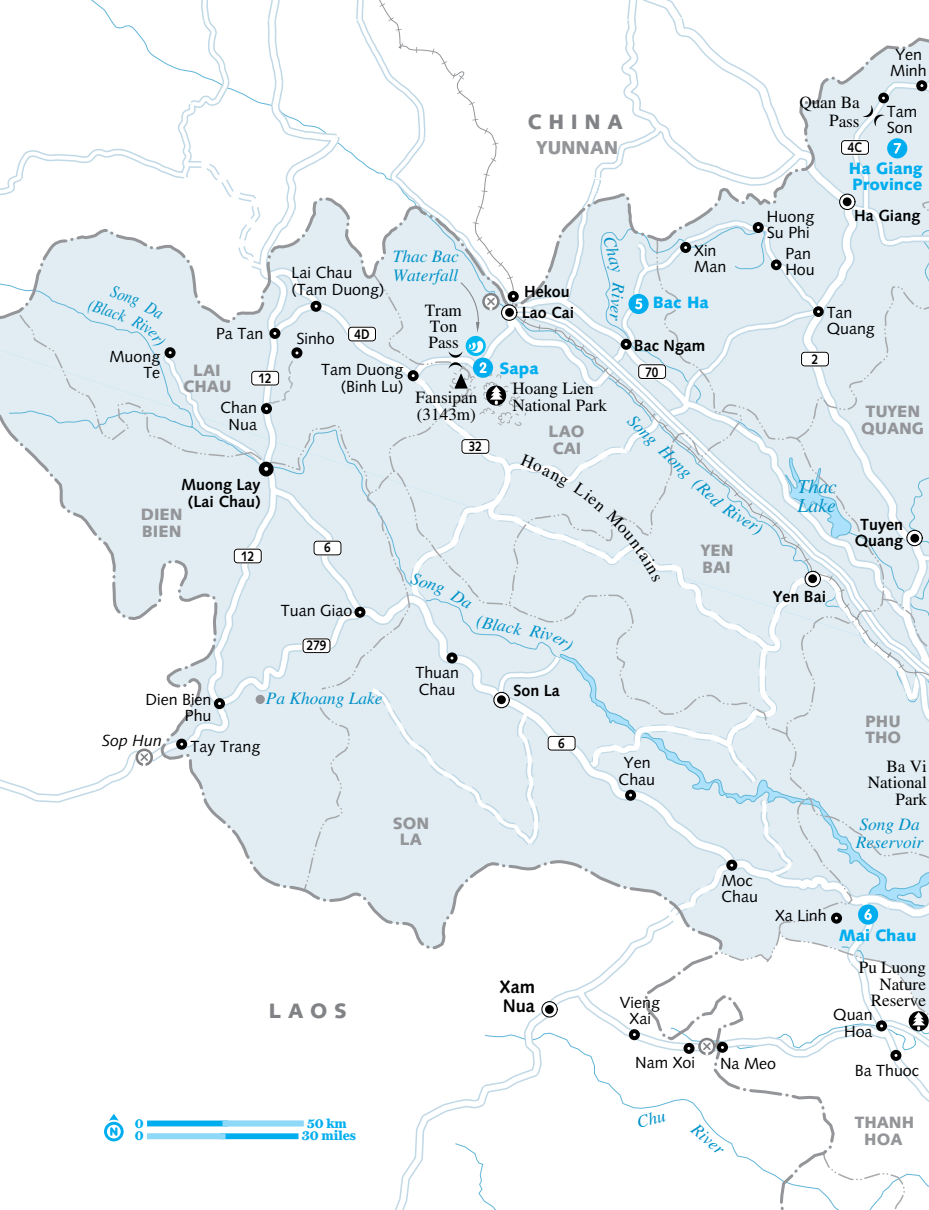 Yen
Minh
Quan Ba
Pass
Tam
Son
4C
7
Ha Giang
Province
Ha Giang
CHINA
YUNNAN
Huong
Su Phi
Xin
Man
Pan
Hou
Chay River
Thac Bac
Waterfall
Lai Chau
(Tam Duong)
Song Da
(Black River)
Hekou
Lao Cai
5 Bac Ha
Tram
Ton
Pass
Tan
Quang
Pa Tan
Sinho
4D
Muong
Te
Bac Ngam
2
LAI
CHAU
12
Tam Duong
(Binh Lu)
2 Sapa
70
Fansipan
(3143m)
Hoang Lien
National Park
Chan
Nua
TUYEN
QUANG
LAO
CAI
32
Song Hong (Red River)
Hoang Lien Mountains
Muong Lay
(Lai Chau)
Thac
Lake
DIEN
BIEN
Tuyen
Quang
12
6
YEN
BAI
Yen Bai
Song Da
(Black River)
Tuan Giao
279
Thuan
Chau
Son La
Dien Bien
Phu
Pa Khoang Lake
Sop Hun
Tay Trang
6
PHU
THO
Yen
Chau
Ba Vi
National
Park
SON
LA
Song Da
Reservoir
Moc
Chau
Xa Linh
6
Mai Chau
Pu Luong
Nature
Reserve
LAOS
Xam
Nua
Vieng
Xai
Quan
Hoa
Nam Xoi
Na Meo
Ba Thuoc
Chu River
THANH
HOA
N
0 50 km
0 30 miles